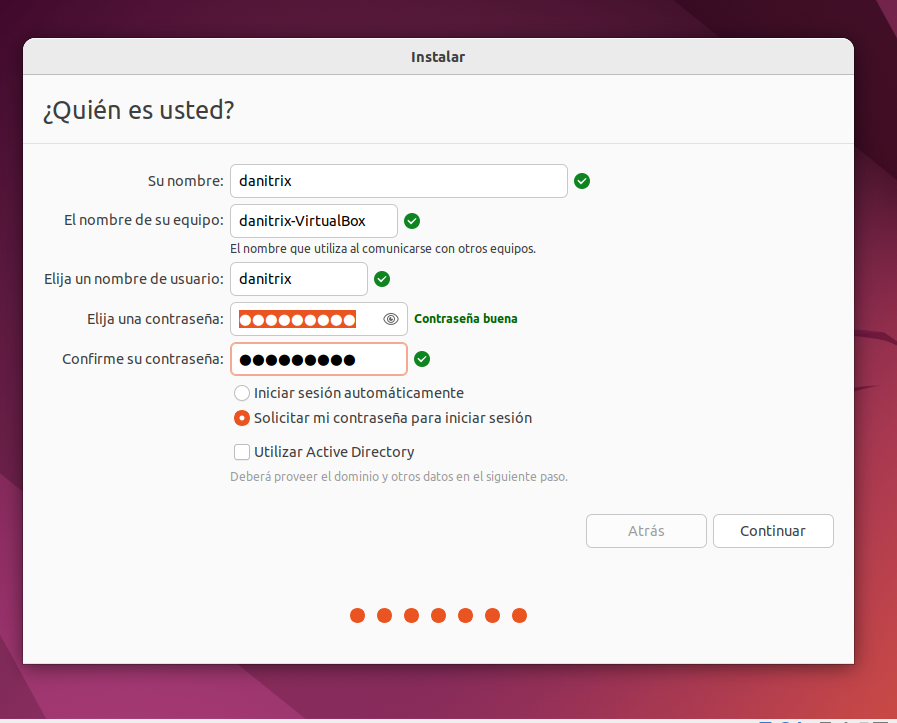 Instalar
¿Quién es usted?
Su nombre: danitrix
El nombre de su equipo: danitrix-VirtualBox
El nombre que utiliza al comunicarse con otros equipos.
Elija un nombre de usuario: danitrix
Elija una contraseña: ●●●●●●●●● Contraseña buena
Confirme su contraseña: ●●●●●●●●●
Iniciar sesión automáticamente
Solicitar mi contraseña para iniciar sesión
Utilizar Active Directory
Deberá proveer el dominio y otros datos en el siguiente paso.
Atrás Continuar